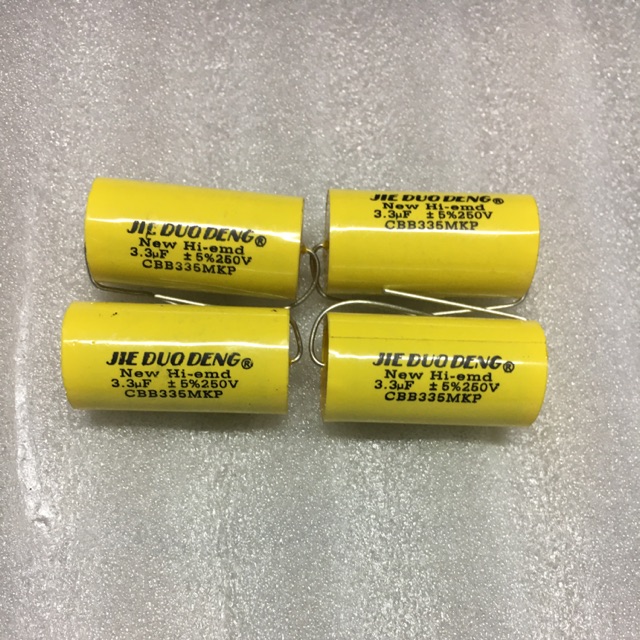 JIE DUO DENG®
New Hi-emd
3.3µF ±5%250V
CBB335MKP
JIE DUO DENG®
3.3µF ±5%250V
New Hi-emd
CBB335MKP
JIE DUO DENG®
New Hi-emd
3.3µF ±5%250V
CBB335MKP
JIE DUO DENG®
New Hi-emd
3.3µF ±5%250V
CBB335MKP